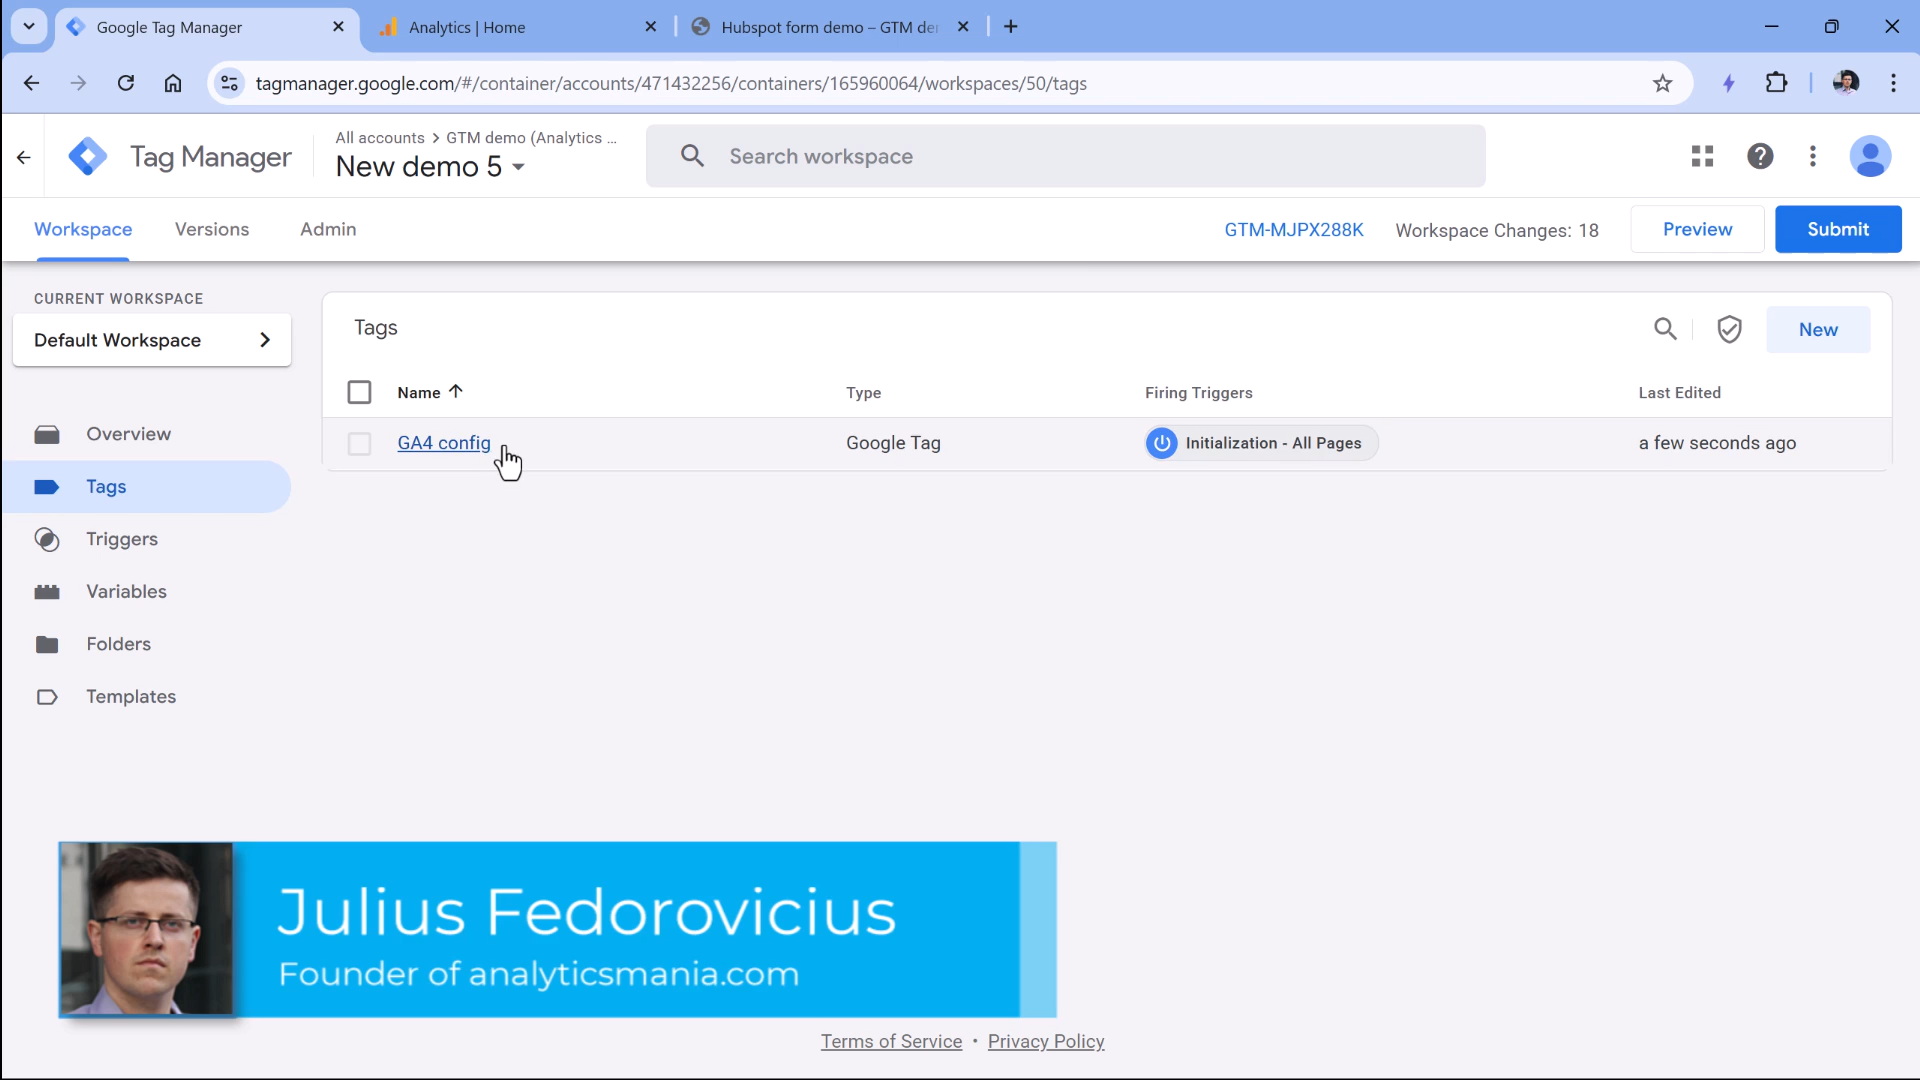 Google Tag Manager
Analytics | Home
Hubspot form demo – GTM der
tagmanager.google.com/#/container/accounts/471432256/containers/165960064/workspaces/50/tags
Tag Manager
All accounts > GTM demo (Analytics ...
New demo 5
Search workspace
Workspace
Versions
Admin
GTM-MJPX288K
Workspace Changes: 18
Preview
Submit
CURRENT WORKSPACE
Default Workspace
Overview
Tags
Triggers
Variables
Folders
Templates
Tags
New
Name
Type
Firing Triggers
Last Edited
GA4 config
Google Tag
Initialization - All Pages
a few seconds ago
Julius Fedorovicius
Founder of analyticsmania.com
Terms of Service • Privacy Policy